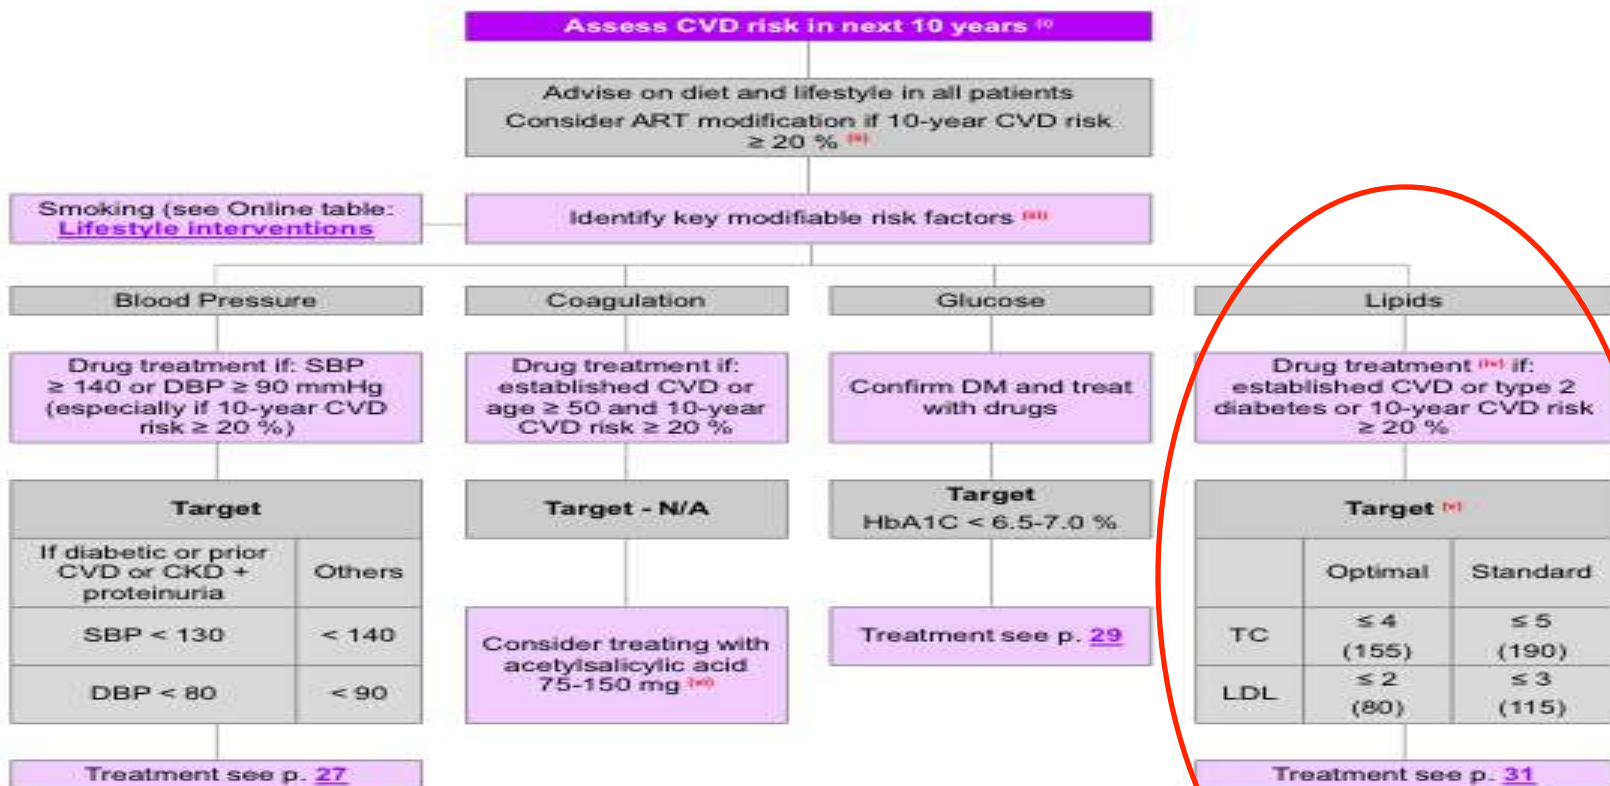 Assess CVD risk in next 10 years (i)
Advise on diet and lifestyle in all patients
Consider ART modification if 10-year CVD risk
≥ 20 % (ii)
Smoking (see Online table:
Lifestyle interventions
Identify key modifiable risk factors (iii)
Blood Pressure
Coagulation
Glucose
Lipids
Drug treatment if: SBP
≥ 140 or DBP ≥ 90 mmHg
(especially if 10-year CVD
risk ≥ 20 %)
Drug treatment if:
established CVD or
age ≥ 50 and 10-year
CVD risk ≥ 20 %
Confirm DM and treat
with drugs
Drug treatment (iv) if:
established CVD or type 2
diabetes or 10-year CVD risk
≥ 20 %
Target
If diabetic or prior
CVD or CKD +
proteinuria
Others
SBP < 130
< 140
DBP < 80
< 90
Treatment see p. 27
Target - N/A
Consider treating with
acetylsalicylic acid
75-150 mg (vi)
Target
HbA1C < 6.5-7.0 %
Treatment see p. 29
Target (v)
Optimal
Standard
TC
≤ 4
(155)
≤ 5
(190)
LDL
≤ 2
(80)
≤ 3
(115)
Treatment see p. 31